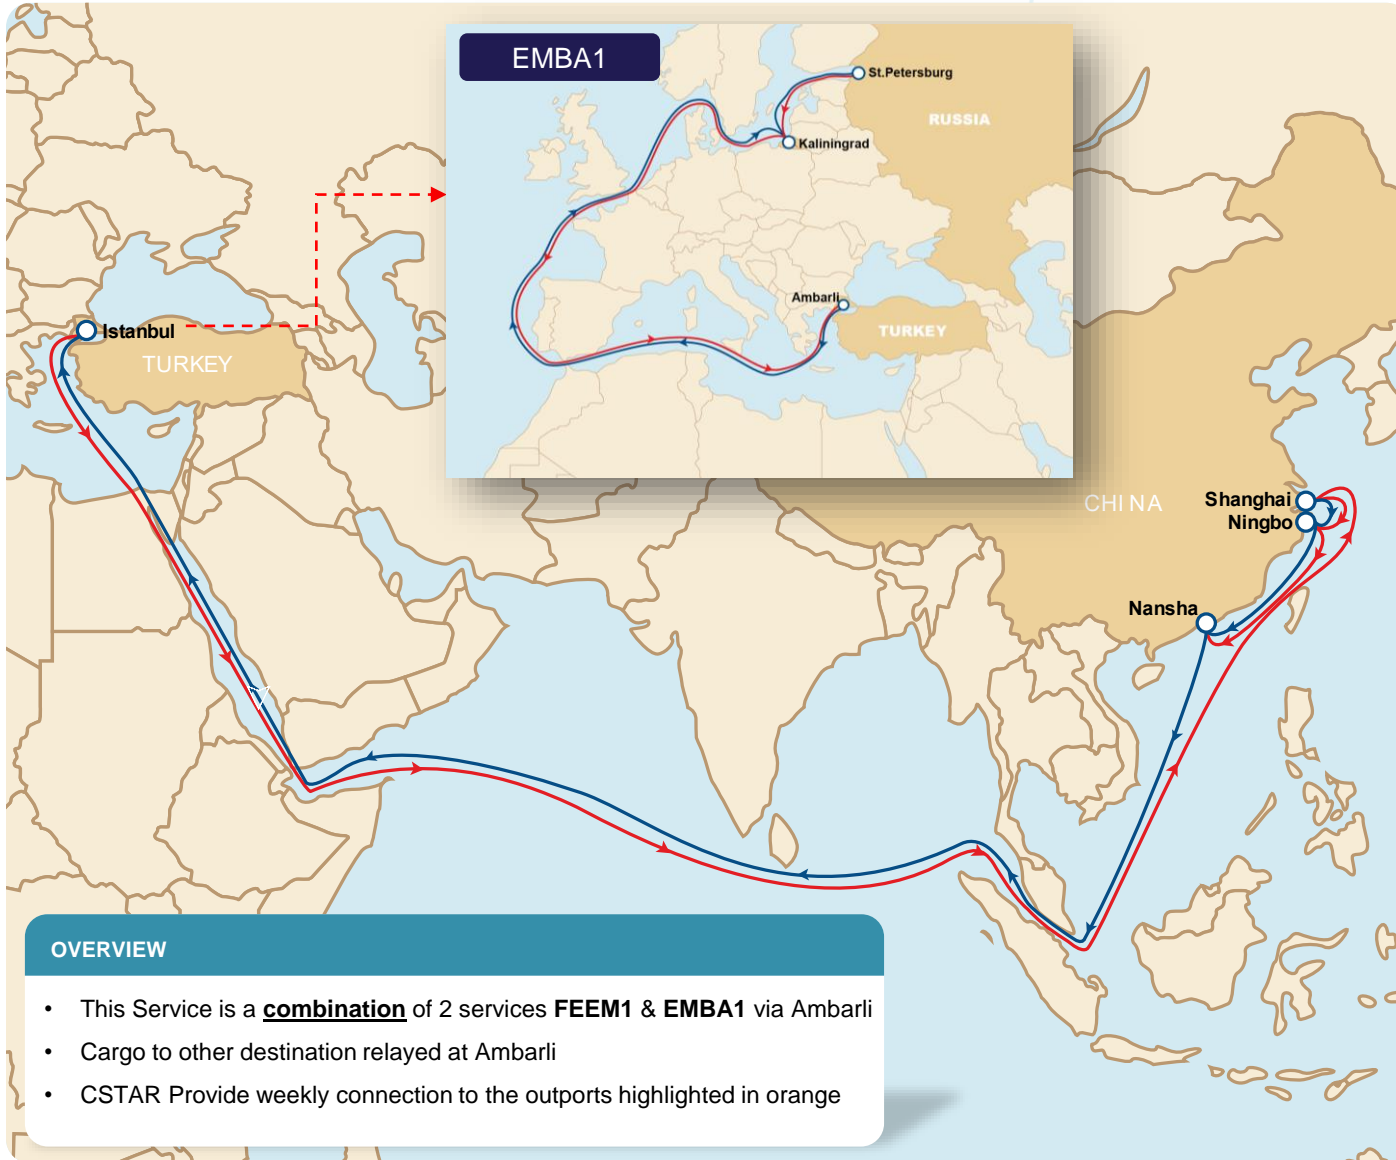 EMBA1
St.Petersburg
RUSSIA
Kaliningrad
Ambarli
TURKEY
Istanbul
TURKEY
CHINA
Shanghai
Ningbo
Nansha
OVERVIEW
• This Service is a combination of 2 services FEEM1 & EMBA1 via Ambarli
• Cargo to other destination relayed at Ambarli
• CSTAR Provide weekly connection to the outports highlighted in orange